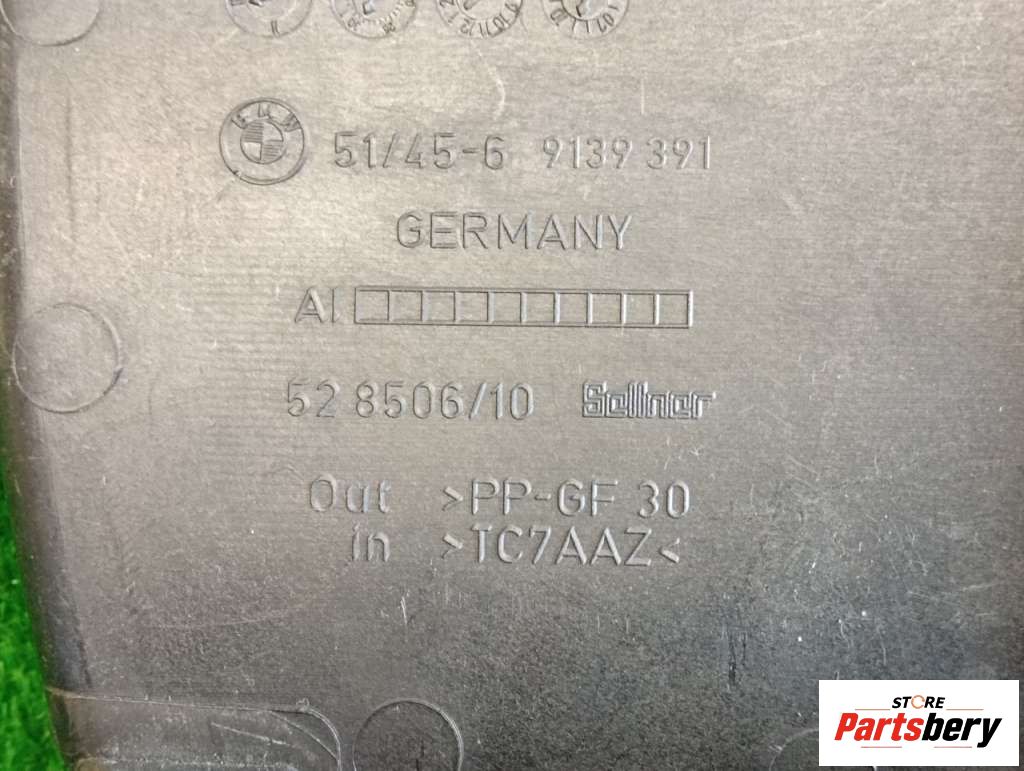 BMW 51/45-6 9139 391
GERMANY
AI
52 8506/10 Sellner
Out >PP-GF 30
in >TC7AAZ<
STORE
Partsbery